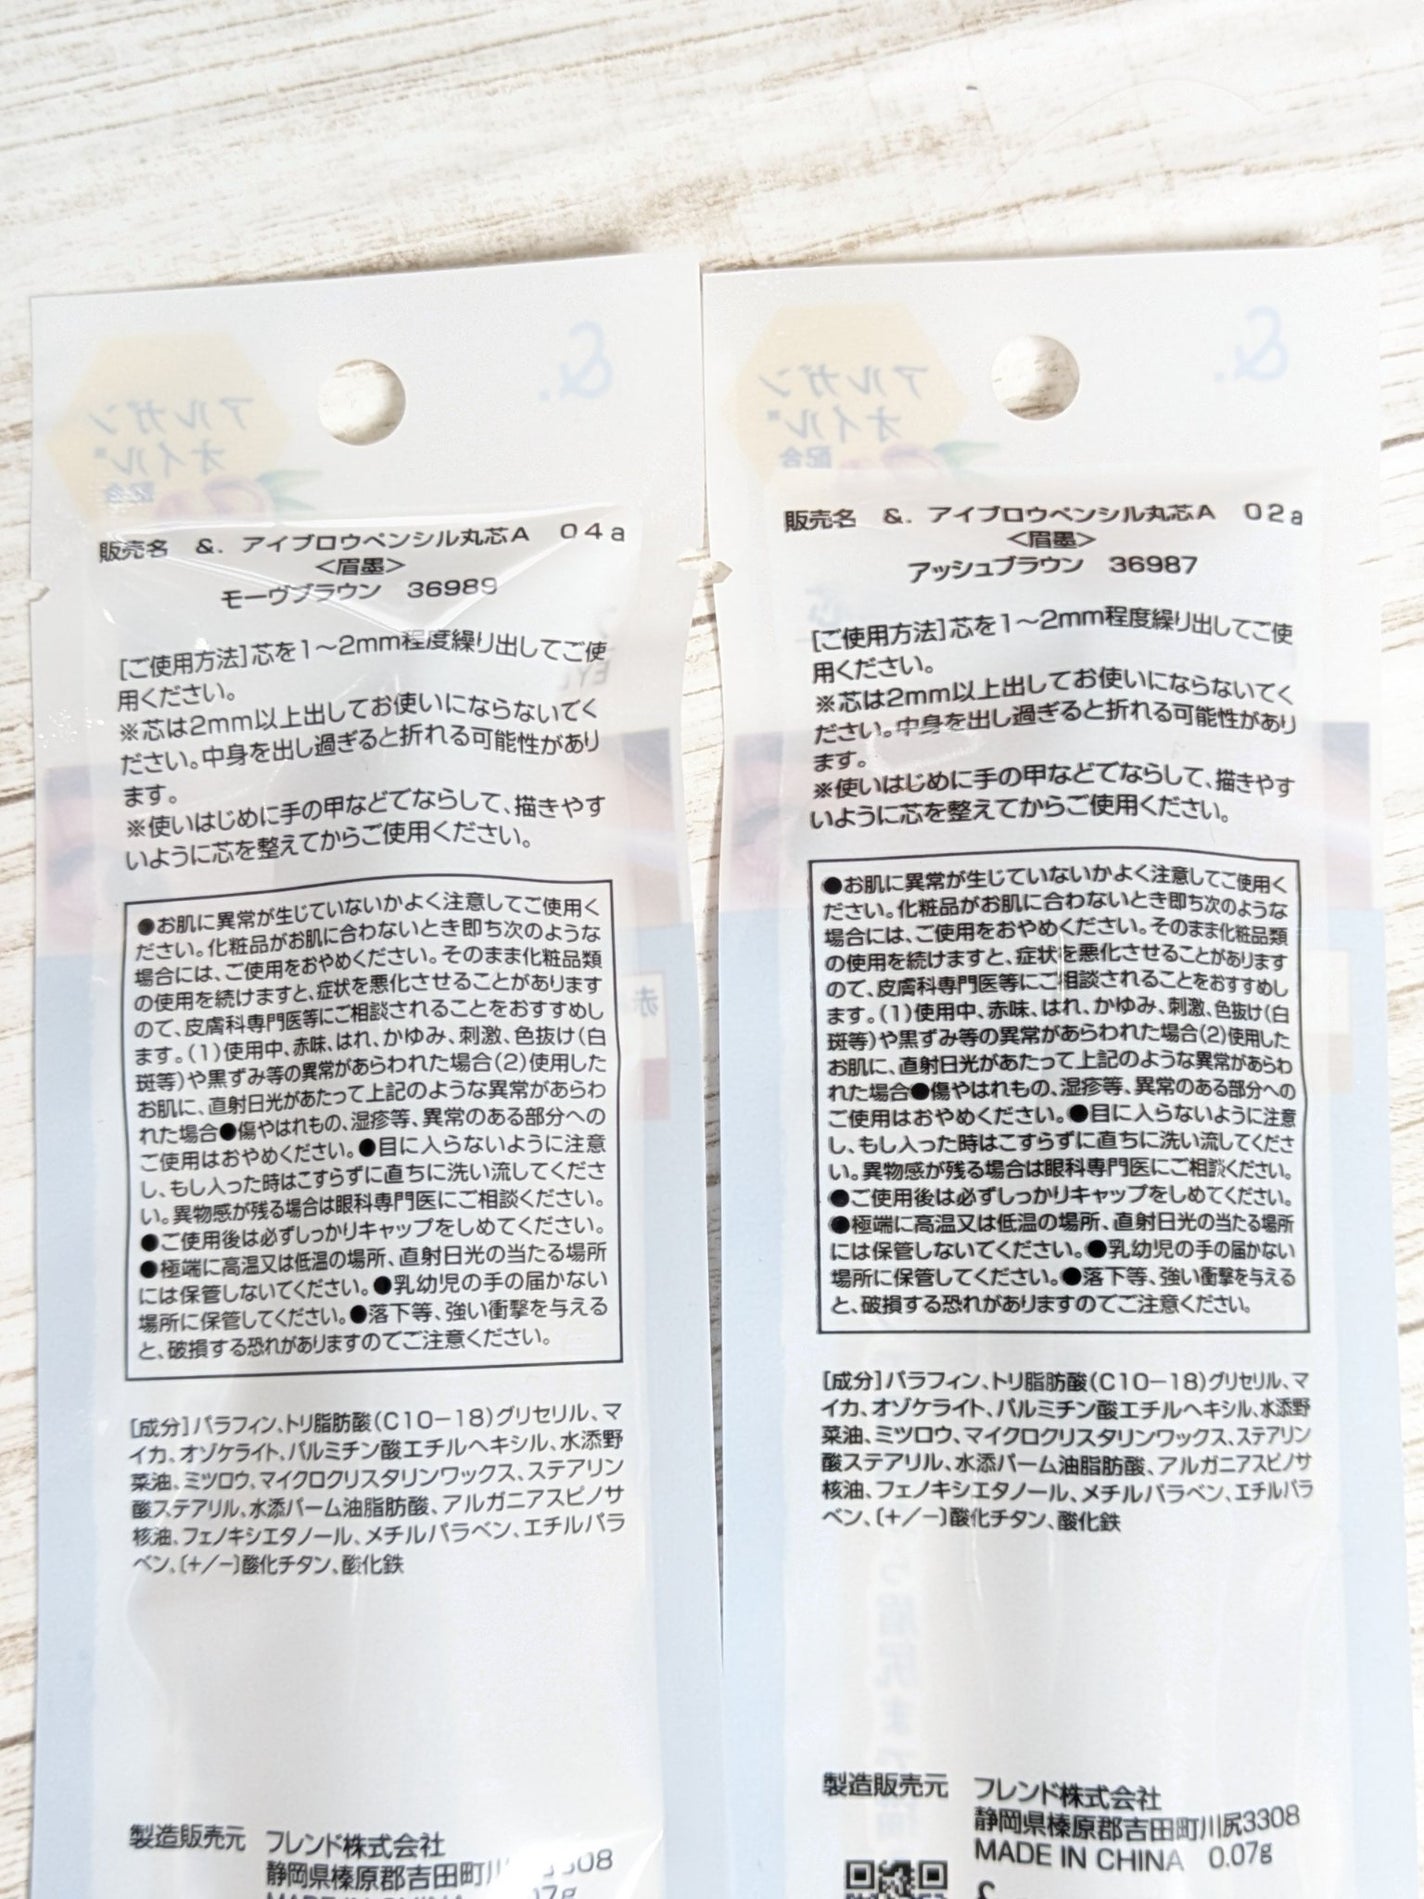 販売名 &. アイブロウペンシル丸芯A 04a
<眉墨>
モーヴブラウン 36989
[ご使用方法]芯を1~2mm程度繰り出してご使
用ください。
※芯は2mm以上出してお使いにならないでく
ださい。中身を出し過ぎると折れる可能性があり
ます。
※使いはじめに手の甲などでならして、描きやす
いように芯を整えてからご使用ください。
●お肌に異常が生じていないかよく注意してご使用く
ださい。化粧品がお肌に合わないとき即ち次のような
場合には、ご使用をおやめください。そのまま化粧品類
の使用を続けますと、症状を悪化させることがあります
ので、皮膚科専門医等にご相談されることをおすすめし
ます。(1)使用中、赤味、はれ、かゆみ、刺激、色抜け(白
斑等)や黒ずみ等の異常があらわれた場合(2)使用した
お肌に、直射日光があたって上記のような異常があらわ
れた場合●傷やはれもの、湿疹等、異常のある部分への
ご使用はおやめください。●目に入らないように注意
し、もし入った時はこすらずに直ちに洗い流してくださ
い。異物感が残る場合は眼科専門医にご相談ください。
●ご使用後は必ずしっかりキャップをしめてください。
●極端に高温又は低温の場所、直射日光の当たる場所
には保管しないでください。●乳幼児の手の届かない
場所に保管してください。●落下等、強い衝撃を与える
と、破損する恐れがありますのでご注意ください。
[成分]パラフィン、トリ脂肪酸(C10-18)グリセリル、マ
イカ、オゾケライト、パルミチン酸エチルヘキシル、水添野
菜油、ミツロウ、マイクロクリスタリンワックス、ステアリン
酸ステアリル、水添パーム油脂肪酸、アルガニアスピノサ
核油、フェノキシエタノール、メチルパラベン、エチルパラ
ベン、(+/-)酸化チタン、酸化鉄
製造販売元 フレンド株式会社
静岡県榛原郡吉田町川 308
MADE IN CHINA
販売名 &. アイブロウペンシル丸芯A 02a
<眉墨>
アッシュブラウン 36987
[ご使用方法]芯を1~2mm程度繰り出してご使
用ください。
※芯は2mm以上出してお使いにならないでく
ださい。中身を出し過ぎると折れる可能性があり
ます。
※使いはじめに手の甲などでならして、描きやす
いように芯を整えてからご使用ください。
●お肌に異常が生じていないかよく注意してご使用く
ださい。化粧品がお肌に合わないとき即ち次のような
場合には、ご使用をおやめください。そのまま化粧品類
の使用を続けますと、症状を悪化させることがあります
ので、皮膚科専門医等にご相談されることをおすすめし
ます。(1)使用中、赤味、はれ、かゆみ、刺激、色抜け(白
斑等)や黒ずみ等の異常があらわれた場合(2)使用した
お肌に、直射日光があたって上記のような異常があらわ
れた場合●傷やはれもの、湿疹等、異常のある部分への
ご使用はおやめください。●目に入らないように注意
し、もし入った時はこすらずに直ちに洗い流してくださ
い。異物感が残る場合は眼科専門医にご相談ください。
●ご使用後は必ずしっかりキャップをしめてください。
●極端に高温又は低温の場所、直射日光の当たる場所
には保管しないでください。●乳幼児の手の届かない
場所に保管してください。●落下等、強い衝撃を与える
と、破損する恐れがありますのでご注意ください。
[成分]パラフィン、トリ脂肪酸(C10-18)グリセリル、マ
イカ、オゾケライト、パルミチン酸エチルヘキシル、水添野
菜油、ミツロウ、マイクロクリスタリンワックス、ステアリン
酸ステアリル、水添パーム油脂肪酸、アルガニアスピノサ
核油、フェノキシエタノール、メチルパラベン、エチルパラ
ベン、(+/-)酸化チタン、酸化鉄
製造販売元 フレンド株式会社
静岡県榛原郡吉田町川尻3308
MADE IN CHINA 0.07g
&.
アルガン
オイル※
配合
&.
アルガン
オイル※
配合